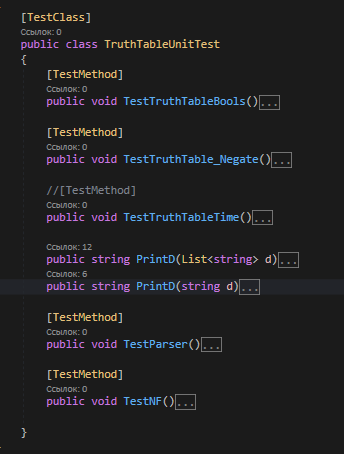 [TestClass]
Ссылок: 0
public class TruthTableUnitTest
{
[TestMethod]
Ссылок: 0
public void TestTruthTableBools()...
[TestMethod]
Ссылок: 0
public void TestTruthTable_Negate()...
//[TestMethod]
Ссылок: 0
public void TestTruthTableTime()...
Ссылок: 12
public string PrintD(List<string> d)...
Ссылок: 6
public string PrintD(string d)...
[TestMethod]
Ссылок: 0
public void TestParser()...
[TestMethod]
Ссылок: 0
public void TestNF()...
}